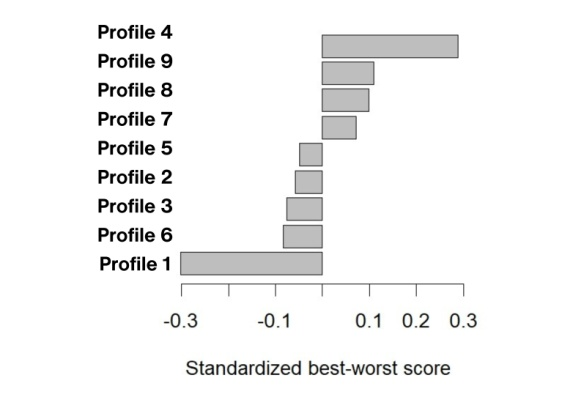 Profile 4
Profile 9
Profile 8
Profile 7
Profile 5
Profile 2
Profile 3
Profile 6
Profile 1
-0.3 -0.1 0.1 0.2 0.3
Standardized best-worst score